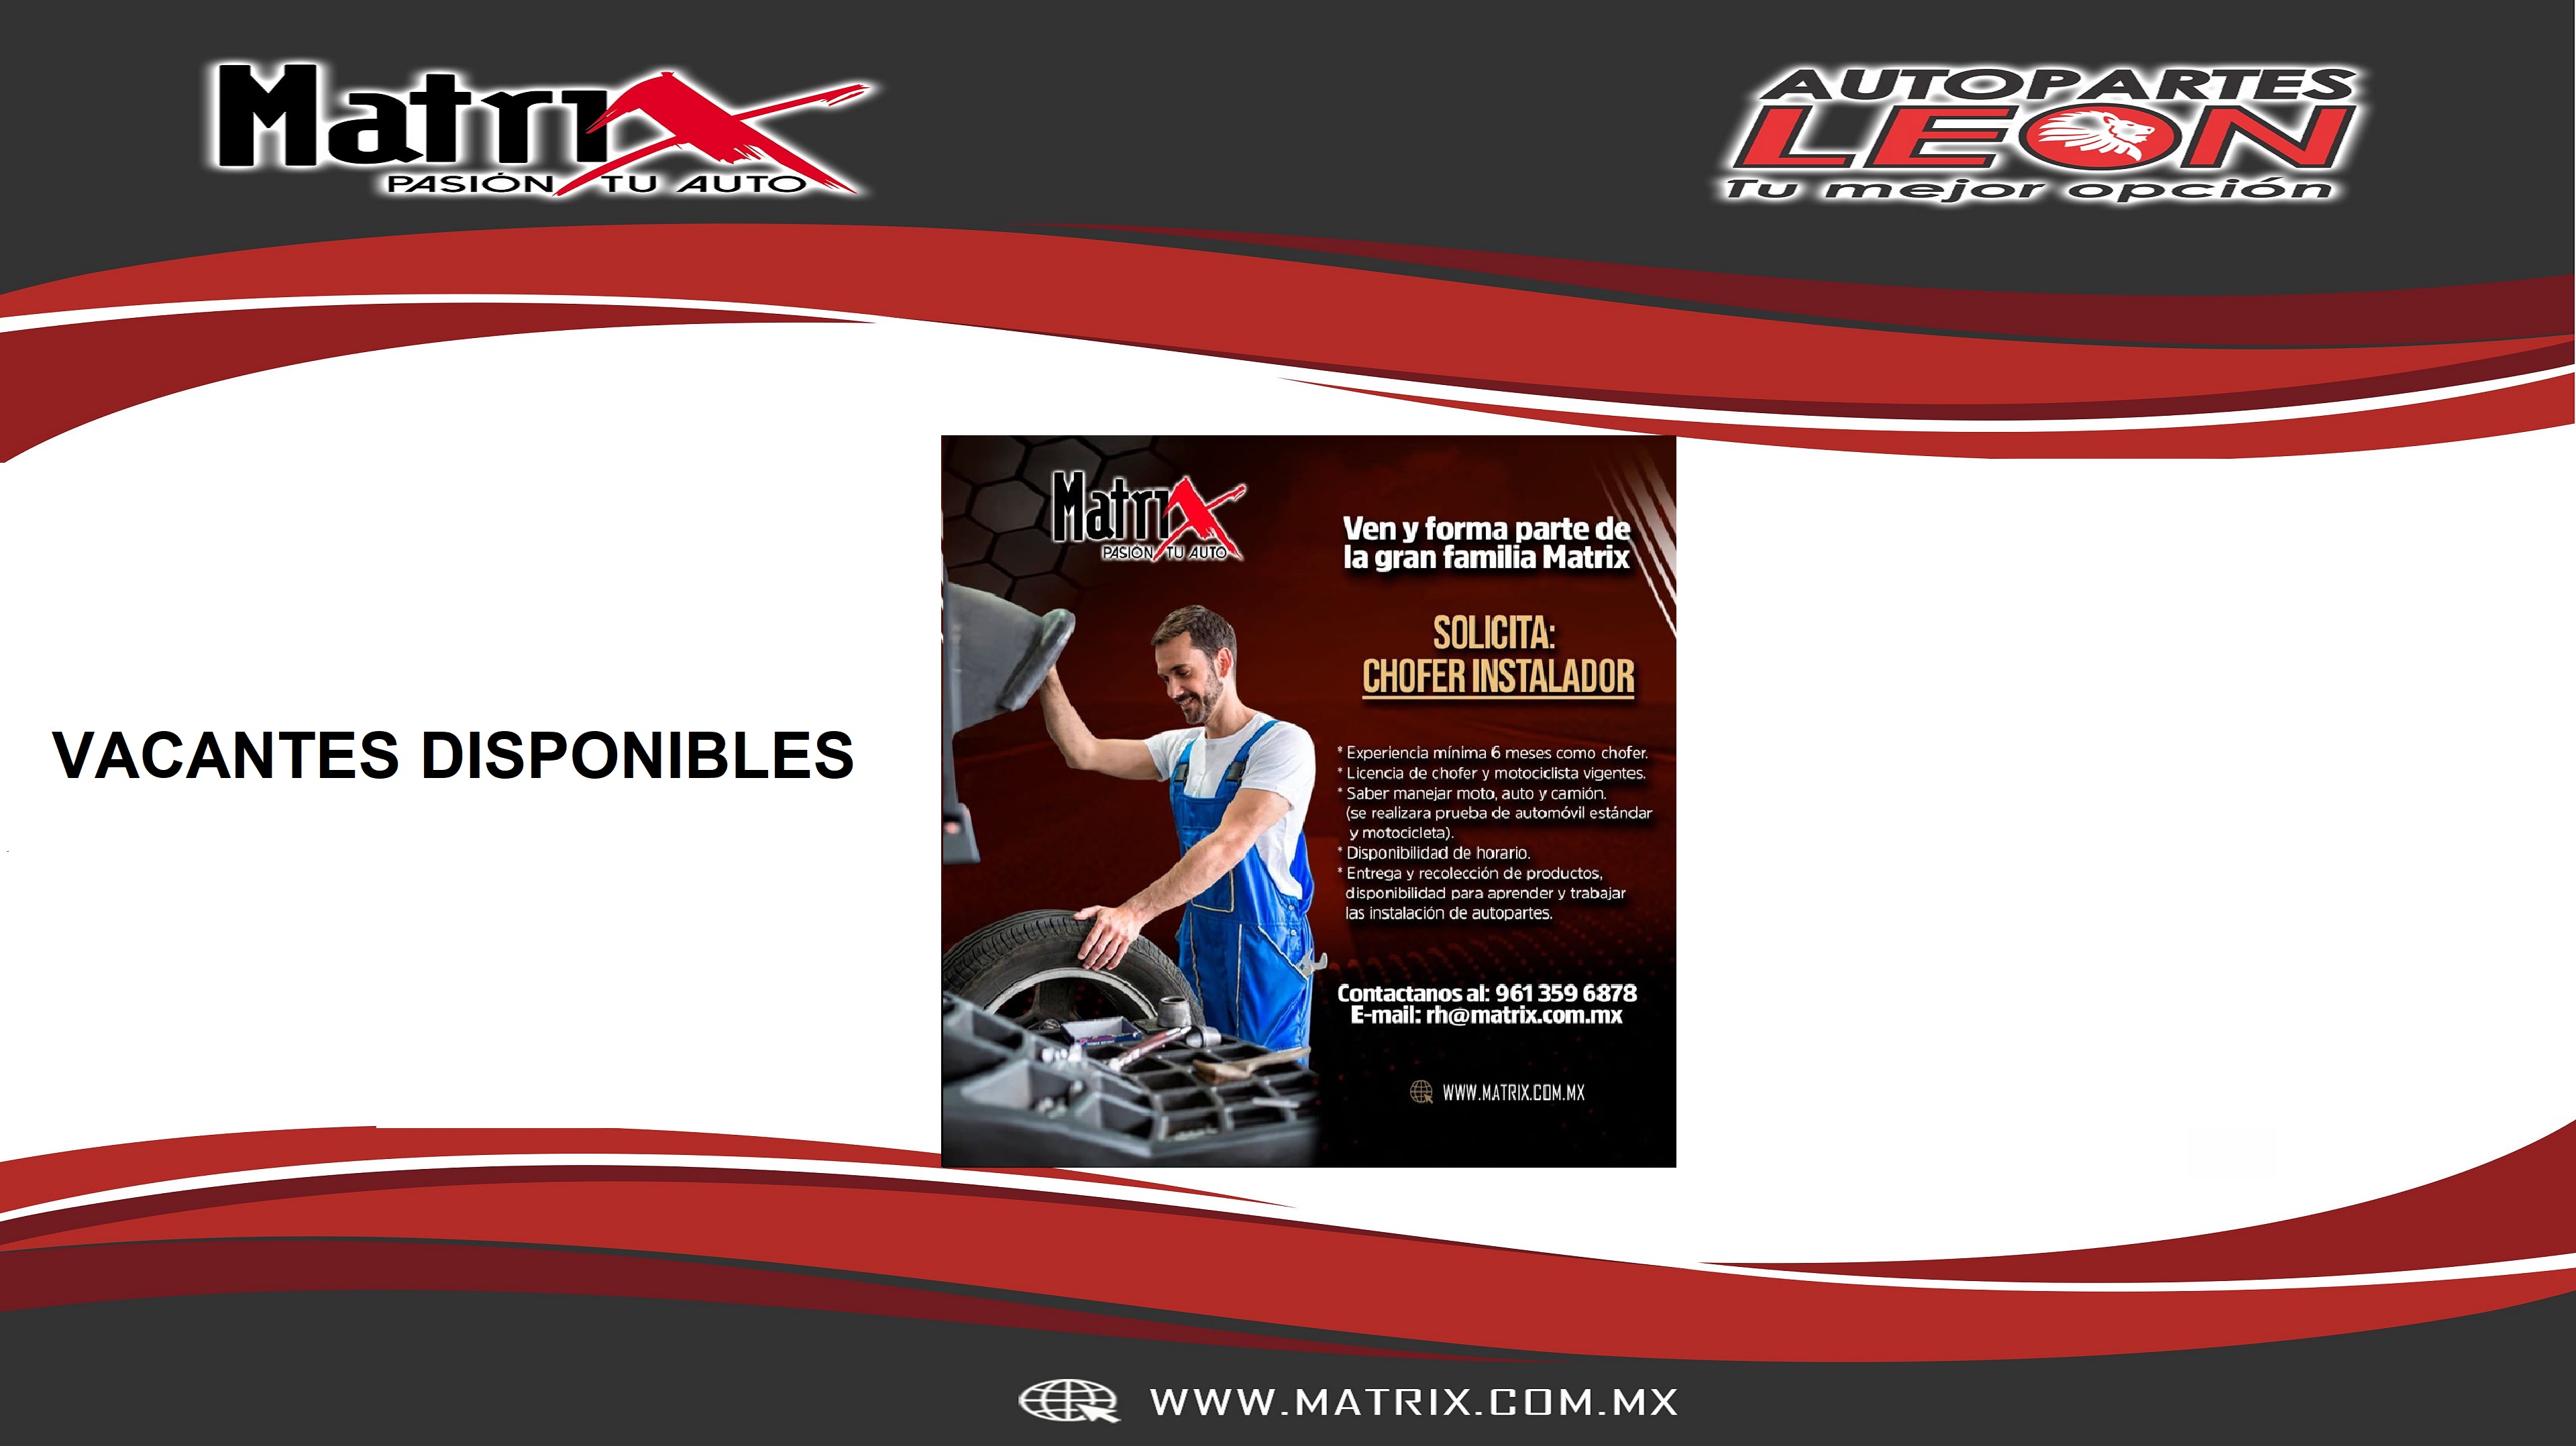 Matrix
PASIÓN X TU AUTO
AUTOPARTES
LEON
Tu mejor opción
VACANTES DISPONIBLES
Matrix
PASIÓN X TU AUTO
Ven y forma parte de
la gran familia Matrix
SOLICITA:
CHOFER INSTALADOR
* Experiencia mínima 6 meses como chofer.
* Licencia de chofer y motociclista vigentes.
* Saber manejar moto, auto y camión.
(se realizara prueba de automóvil estándar
y motocicleta).
* Disponibilidad de horario.
* Entrega y recolección de productos,
disponibilidad para aprender y trabajar
las instalación de autopartes.
Contactanos al: 961 359 6878
E-mail: rh@matrix.com.mx
WWW.MATRIX.COM.MX
WWW.MATRIX.COM.MX